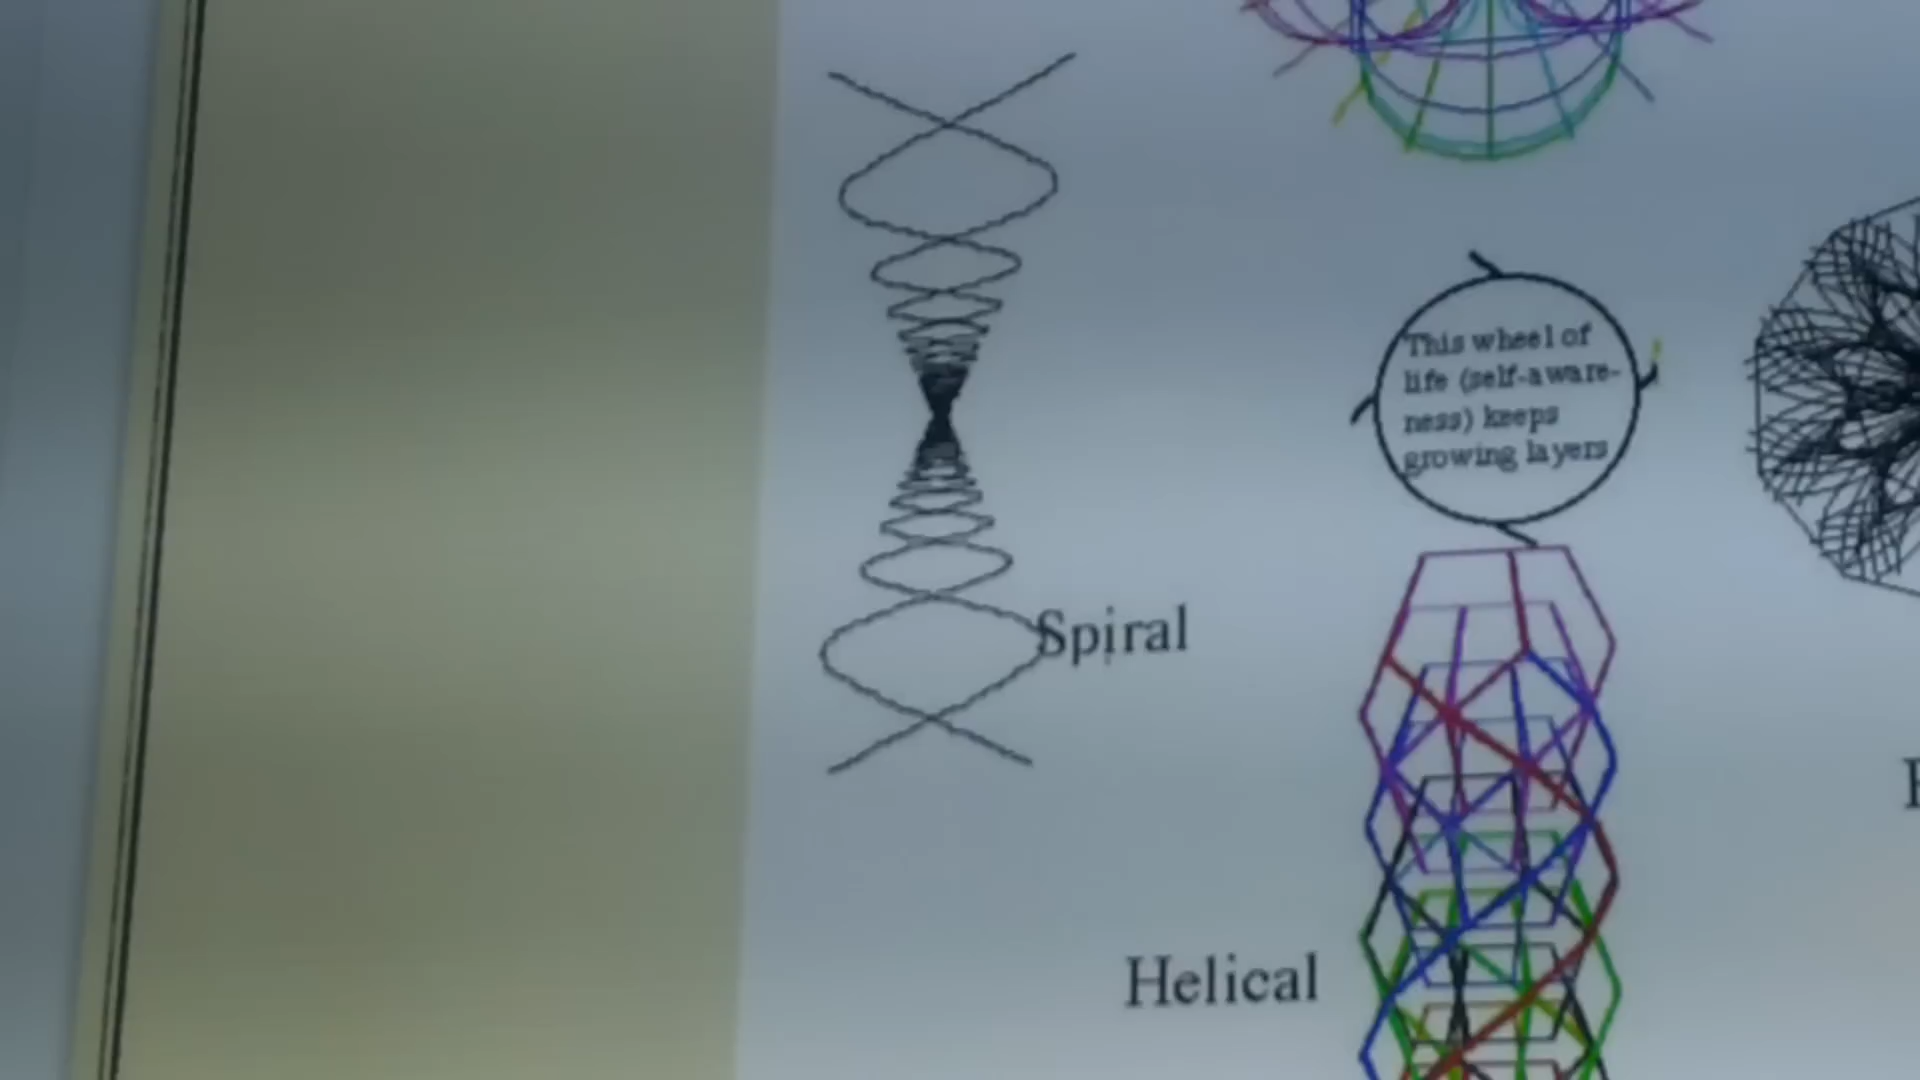 This wheel of
life (self-aware-
ness) keeps
growing layers
Spiral
Helical